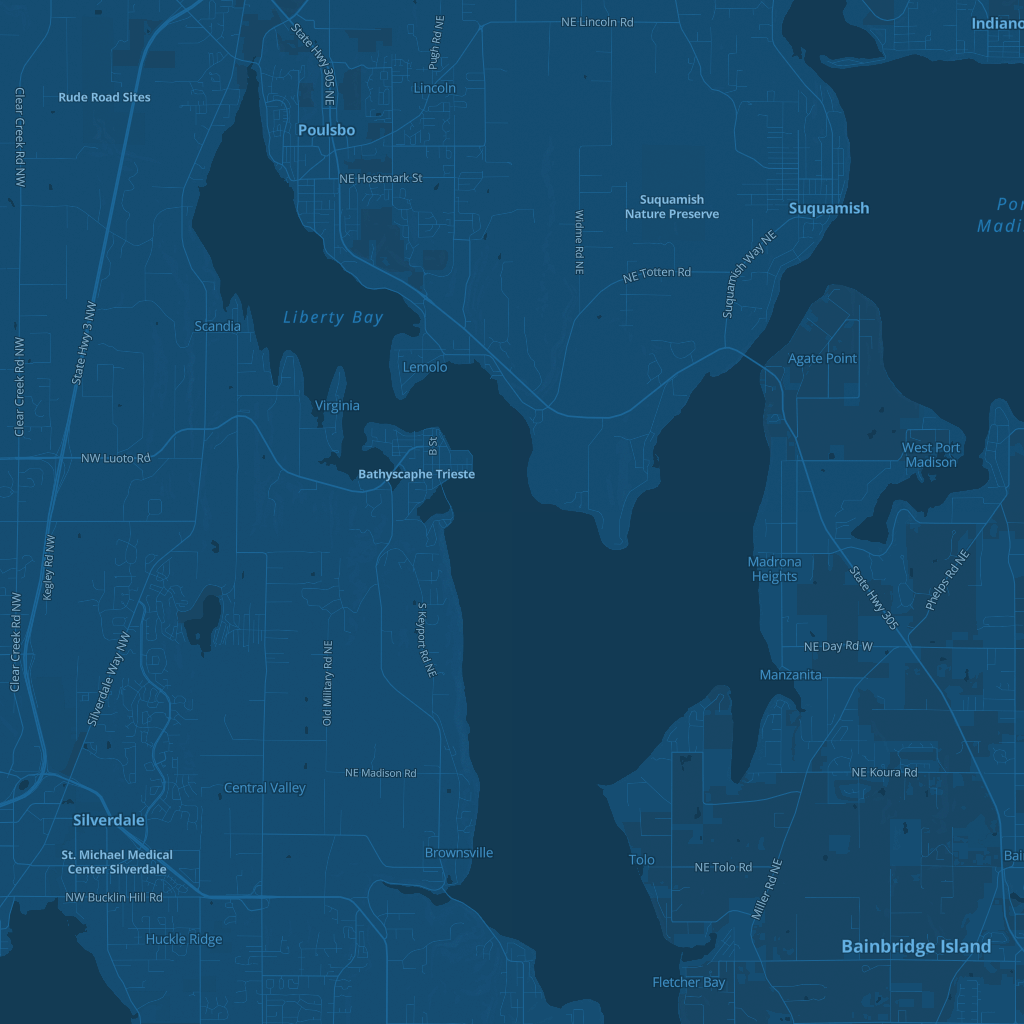 NE Lincoln Rd
Indiano
State Hwy 305 NE
Pugh Rd NE
Lincoln
Rude Road Sites
Clear Creek Rd NW
Poulsbo
NE Hostmark St
Suquamish
Nature Preserve
Suquamish
Por
Madi
Widme Rd NE
NE Totten Rd
Suquamish Way NE
Liberty Bay
Scandia
State Hwy 3 NW
Clear Creek Rd NW
Lemolo
Agate Point
Virginia
B St
West Port
Madison
NW Luoto Rd
Bathyscaphe Trieste
Kegley Rd NW
Madrona
Heights
State Hwy 305
Phelps Rd NE
Clear Creek Rd NW
Silverdale Way NW
Old Military Rd NE
S Keyport Rd NE
NE Day Rd W
Manzanita
NE Madison Rd
NE Koura Rd
Central Valley
Silverdale
St. Michael Medical
Center Silverdale
Brownsville
Tolo
NE Tolo Rd
Bai
NW Bucklin Hill Rd
Miller Rd NE
Huckle Ridge
Bainbridge Island
Fletcher Bay